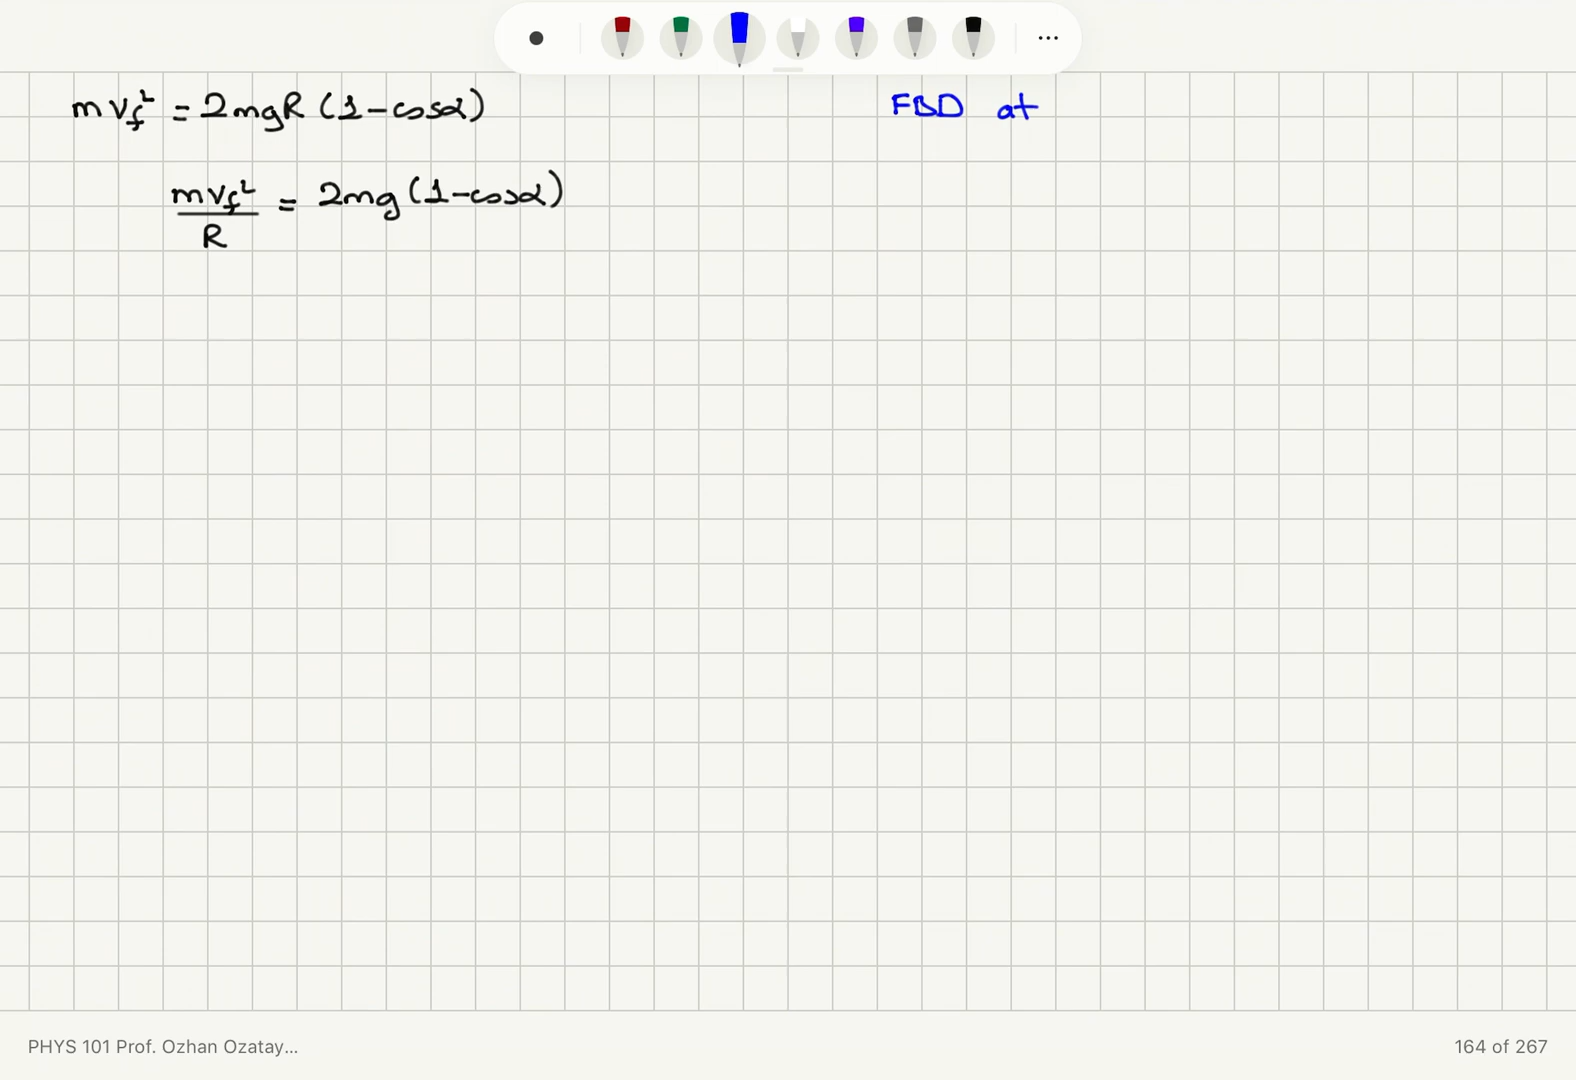 mv_f² = 2mgR (1-cosα)
FBD at
mv_f²/R = 2mg (1-cosα)
PHYS 101 Prof. Ozhan Ozatay...
164 of 267